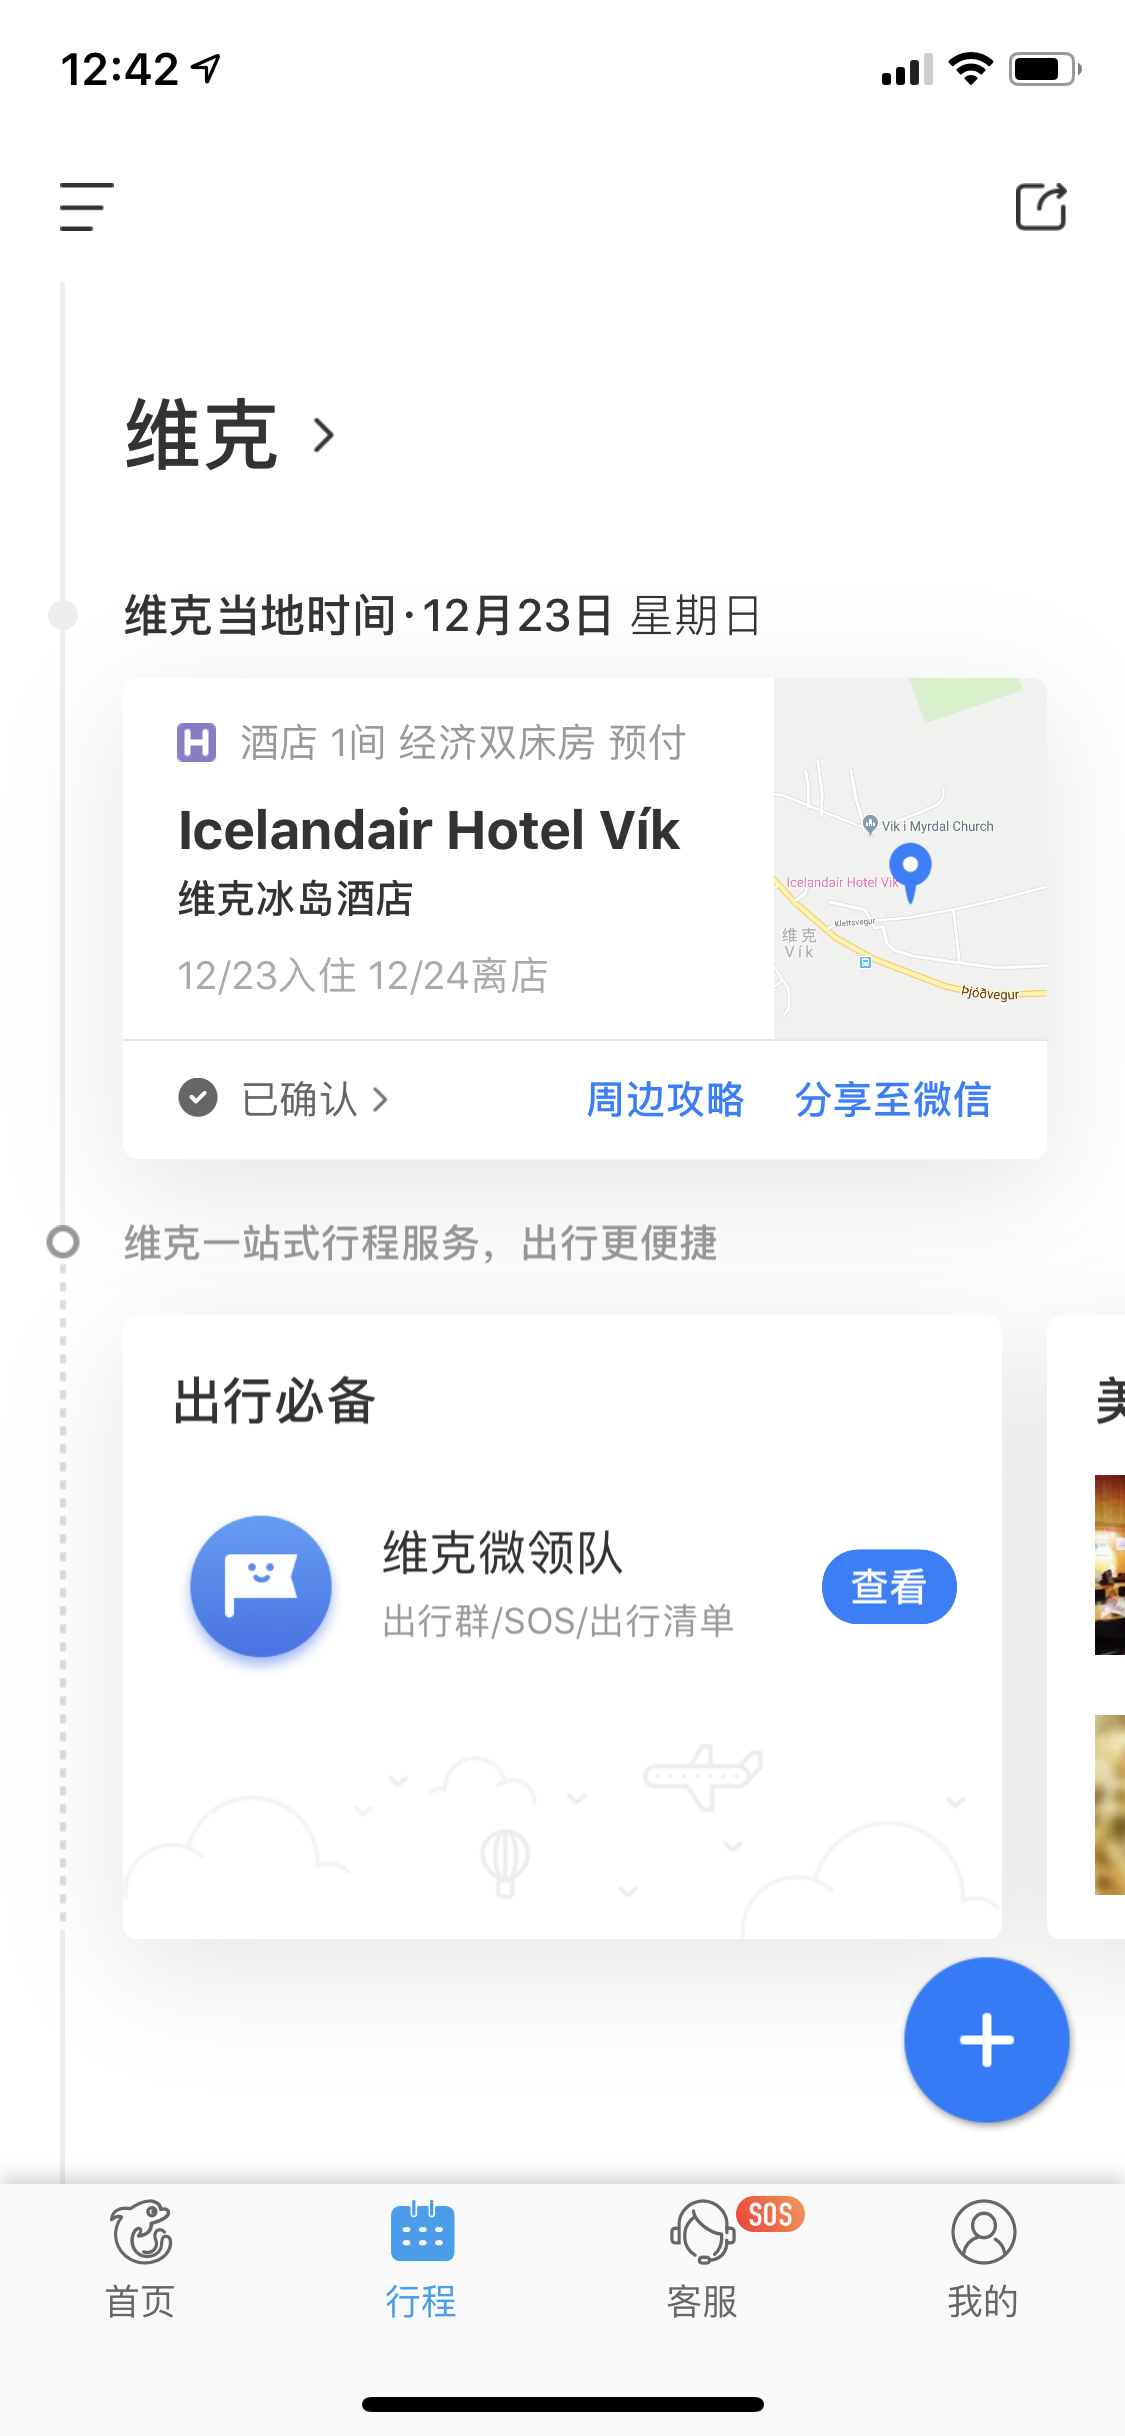 12:42
维克
维克当地时间·12月23日 星期日
酒店 1间 经济双床房 预付
Icelandair Hotel Vík
维克冰岛酒店
12/23入住 12/24离店
Vik i Myrdal Church
Icelandair Hotel Vik
Klettsvegur
维克
Vík
Þjóðvegur
已确认
周边攻略
分享至微信
维克一站式行程服务，出行更便捷
出行必备
美
维克微领队
出行群/SOS/出行清单
查看
SOS
首页
行程
客服
我的